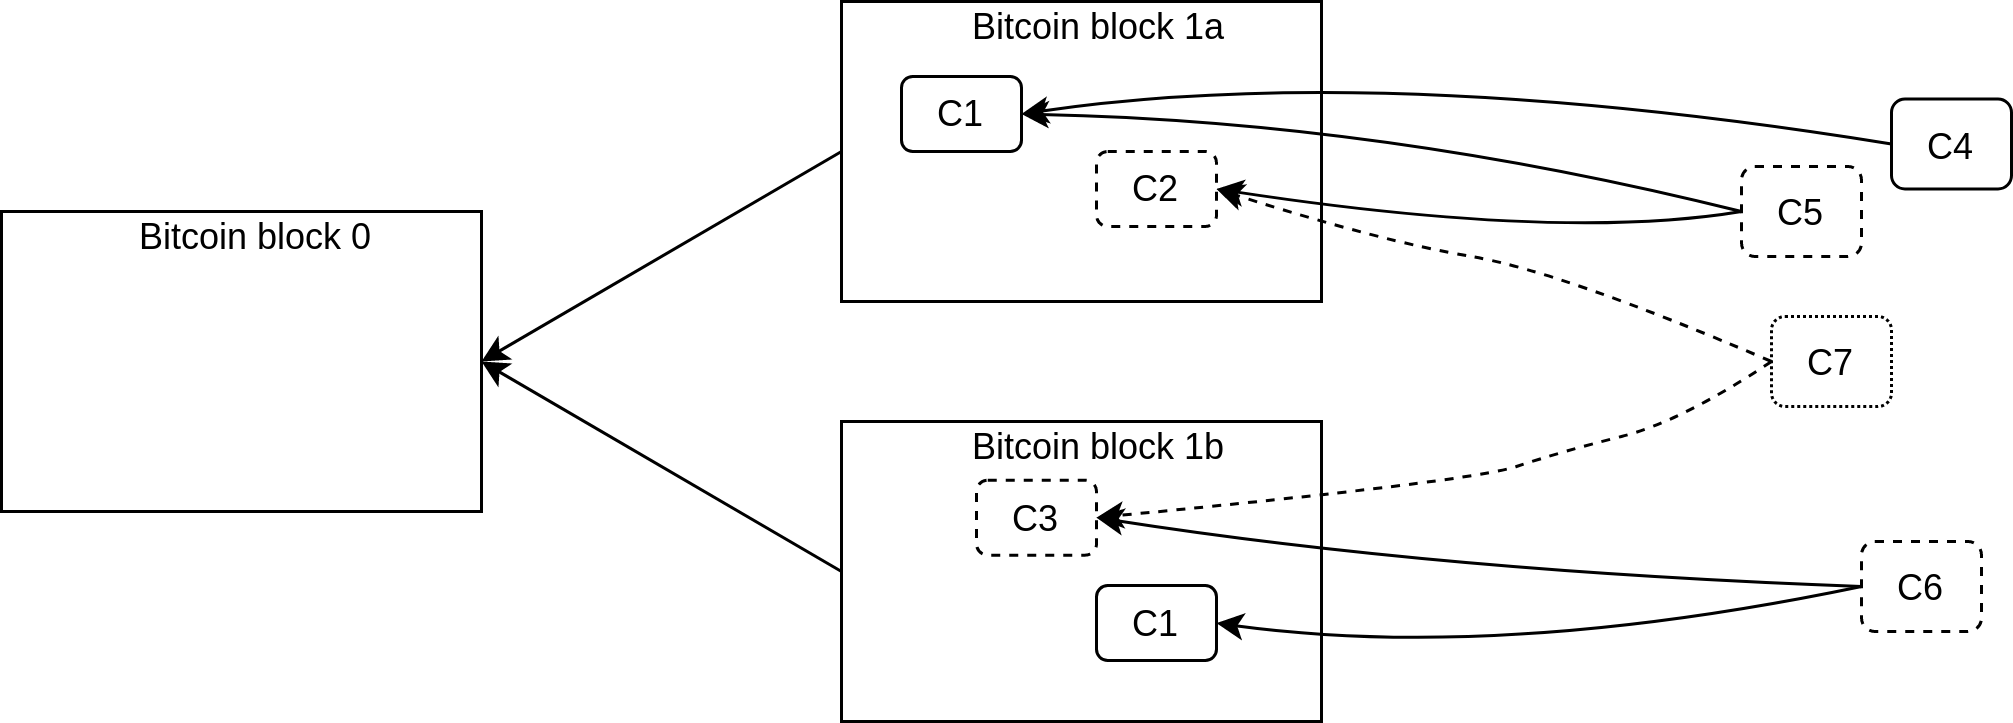 Bitcoin block 0
Bitcoin block 1a
C1
C2
Bitcoin block 1b
C3
C1
C4
C5
C7
C6